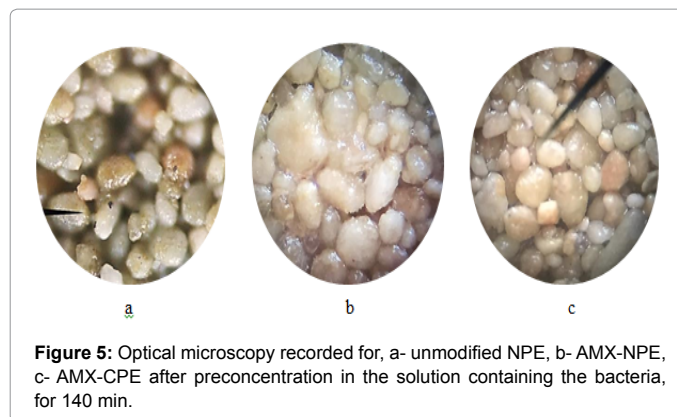 a b c
Figure 5: Optical microscopy recorded for, a- unmodified NPE, b- AMX-NPE,
c- AMX-CPE after preconcentration in the solution containing the bacteria,
for 140 min.